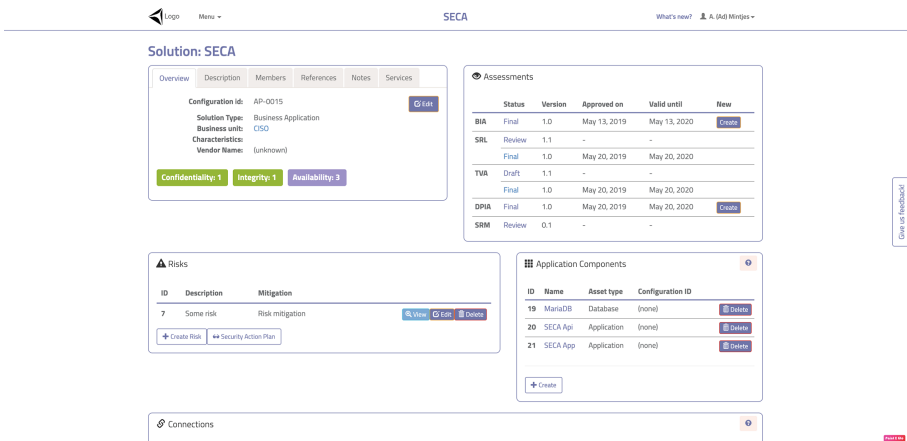 Logo Menu SECA What's new? A. (Ad) Mintjes
Solution: SECA
Overview Description Members References Notes Services
Configuration id: AP-0015 Edit
Solution Type: Business Application
Business unit: CISO
Characteristics:
Vendor Name: (unknown)
Confidentiality: 1 Integrity: 1 Availability: 3
Assessments
Status Version Approved on Valid until New
BIA Final 1.0 May 13, 2019 May 13, 2020 Create
SRL Review 1.1 - -
Final 1.0 May 20, 2019 May 20, 2020
TVA Draft 1.1 - -
Final 1.0 May 20, 2019 May 20, 2020
DPIA Final 1.0 May 20, 2019 May 20, 2020 Create
SRM Review 0.1 - -
Give us feedback!
Risks
ID Description Mitigation
7 Some risk Risk mitigation View Edit Delete
Create Risk Security Action Plan
Application Components ?
ID Name Asset type Configuration ID
19 MariaDB Database (none) Delete
20 SECA Api Application (none) Delete
21 SECA App Application (none) Delete
Create
Connections ?